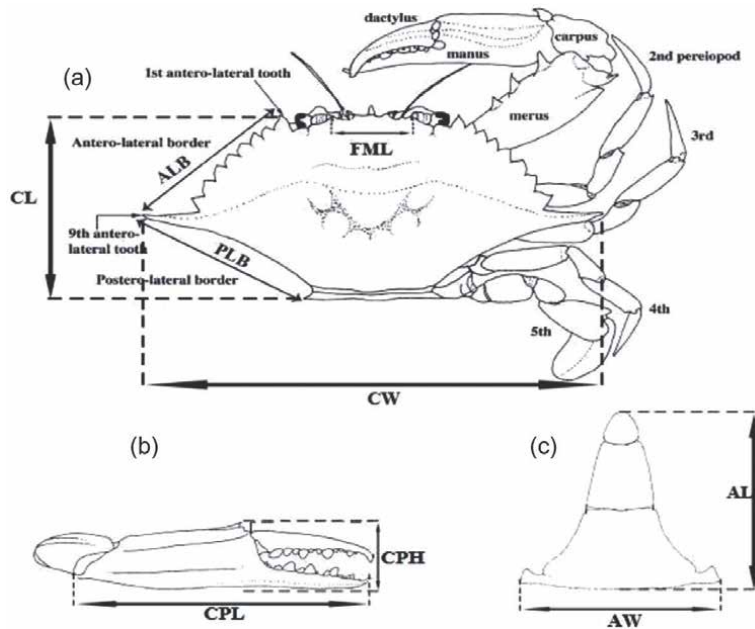 dactylus
carpus
(a)
manus
2nd pereiopod
1st antero-lateral tooth
merus
Antero-lateral border
FML
3rd
ALB
CL
9th antero-
lateral tooth
PLB
Postero-lateral border
4th
5th
CW
(b)
(c)
AL
CPH
CPL
AW